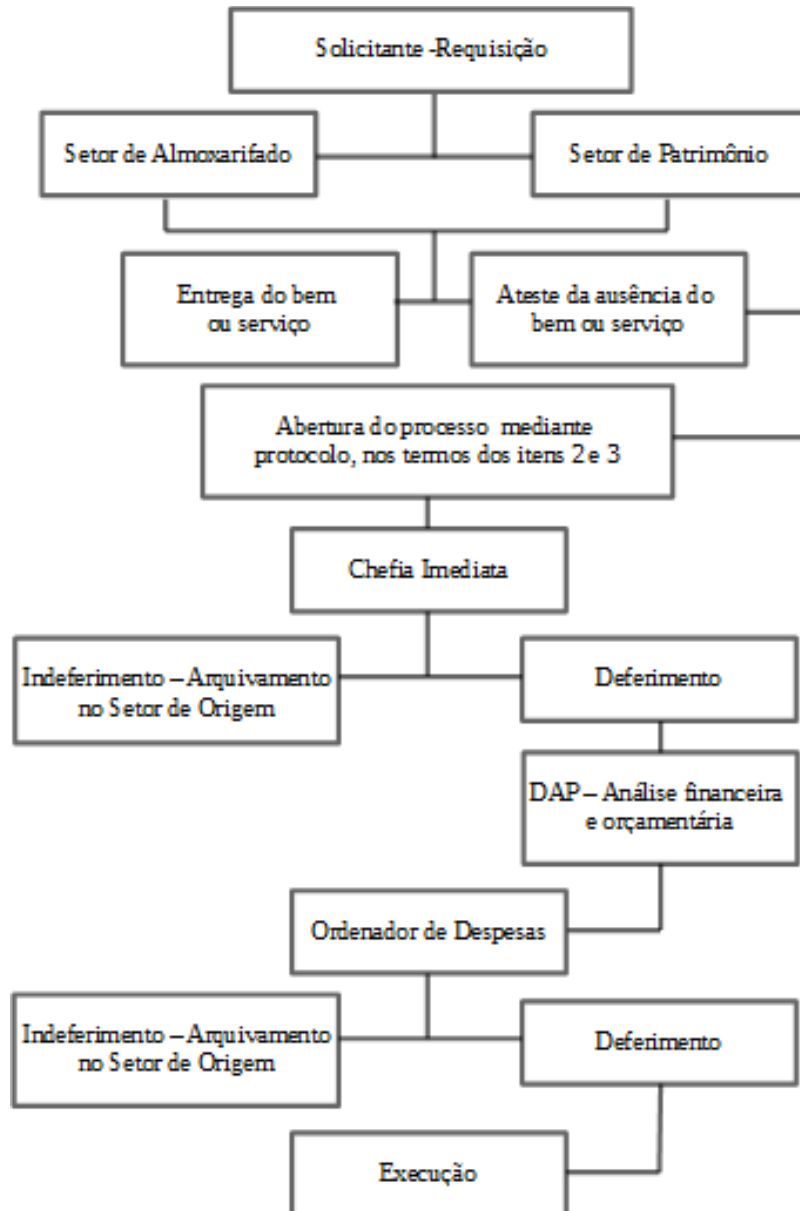 Solicitante -Requisição
Setor de Almoxarifado
Setor de Patrimônio
Entrega do bem
ou serviço
Ateste da ausência do
bem ou serviço
Abertura do processo mediante
protocolo, nos termos dos itens 2 e 3
Chefia Imediata
Indeferimento – Arquivamento
no Setor de Origem
Deferimento
DAP – Análise financeira
e orçamentária
Ordenador de Despesas
Indeferimento – Arquivamento
no Setor de Origem
Deferimento
Execução